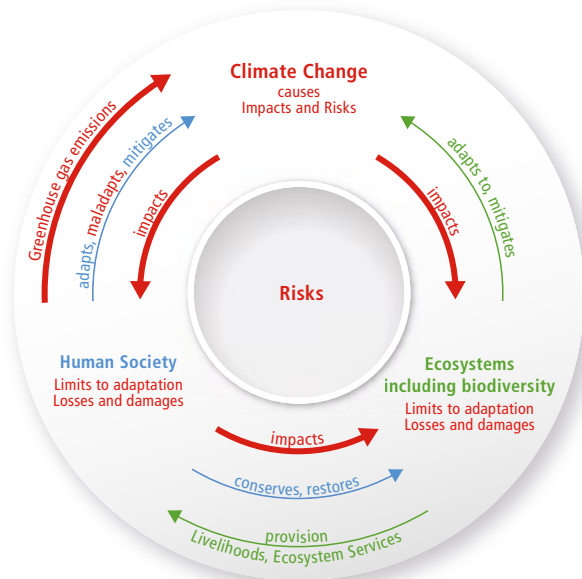 Climate Change
causes
Impacts and Risks
Greenhouse gas emissions
adapts, maladapts, mitigates
impacts
impacts
adapts to, mitigates
Risks
Human Society
Limits to adaptation
Losses and damages
Ecosystems
including biodiversity
Limits to adaptation
Losses and damages
impacts
conserves, restores
provision
Livelihoods, Ecosystem Services